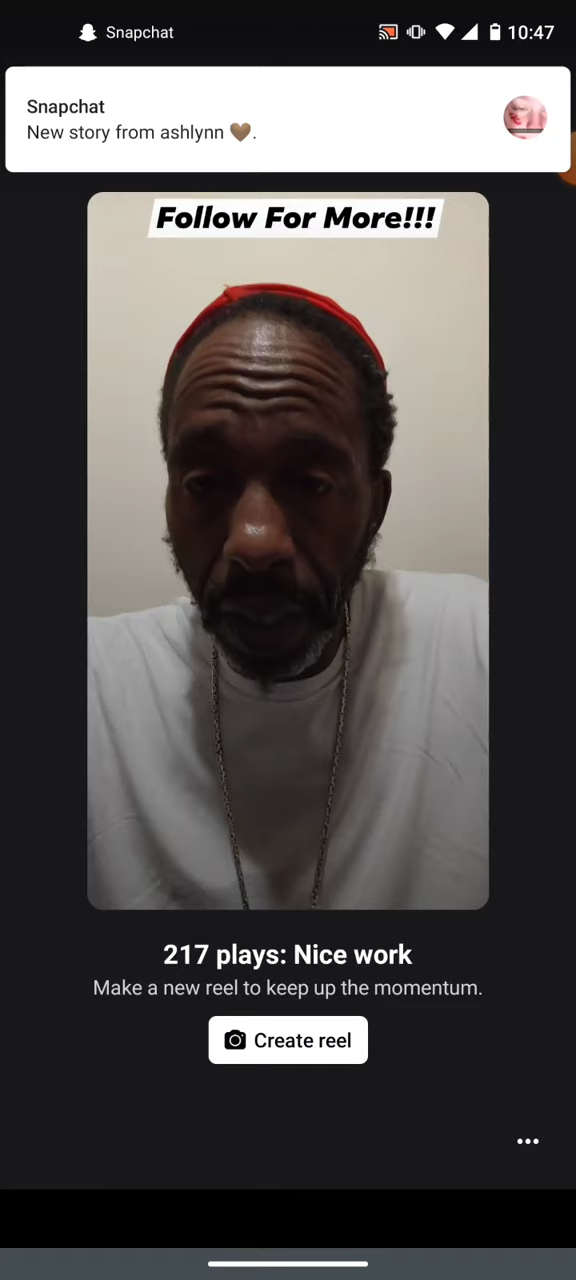 Snapchat
10:47
Snapchat
New story from ashlynn 🤎.
Follow For More!!!
217 plays: Nice work
Make a new reel to keep up the momentum.
Create reel